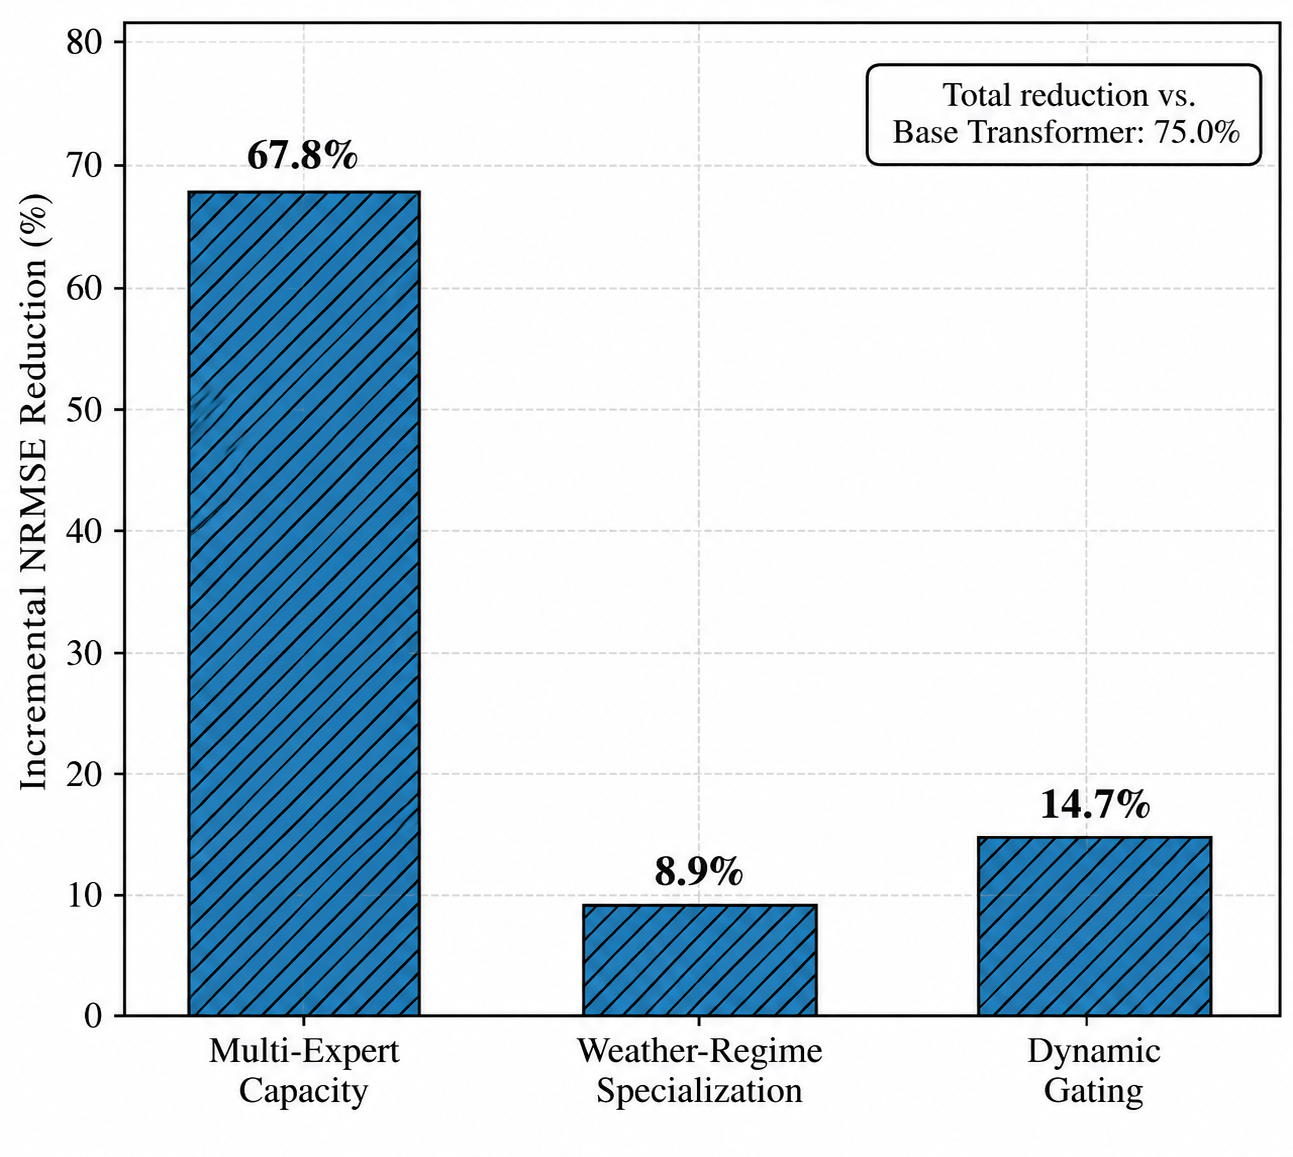 80
70
60
50
40
30
20
10
0
Incremental NRMSE Reduction (%)
Total reduction vs.
Base Transformer: 75.0%
67.8%
8.9%
14.7%
Multi-Expert
Capacity
Weather-Regime
Specialization
Dynamic
Gating